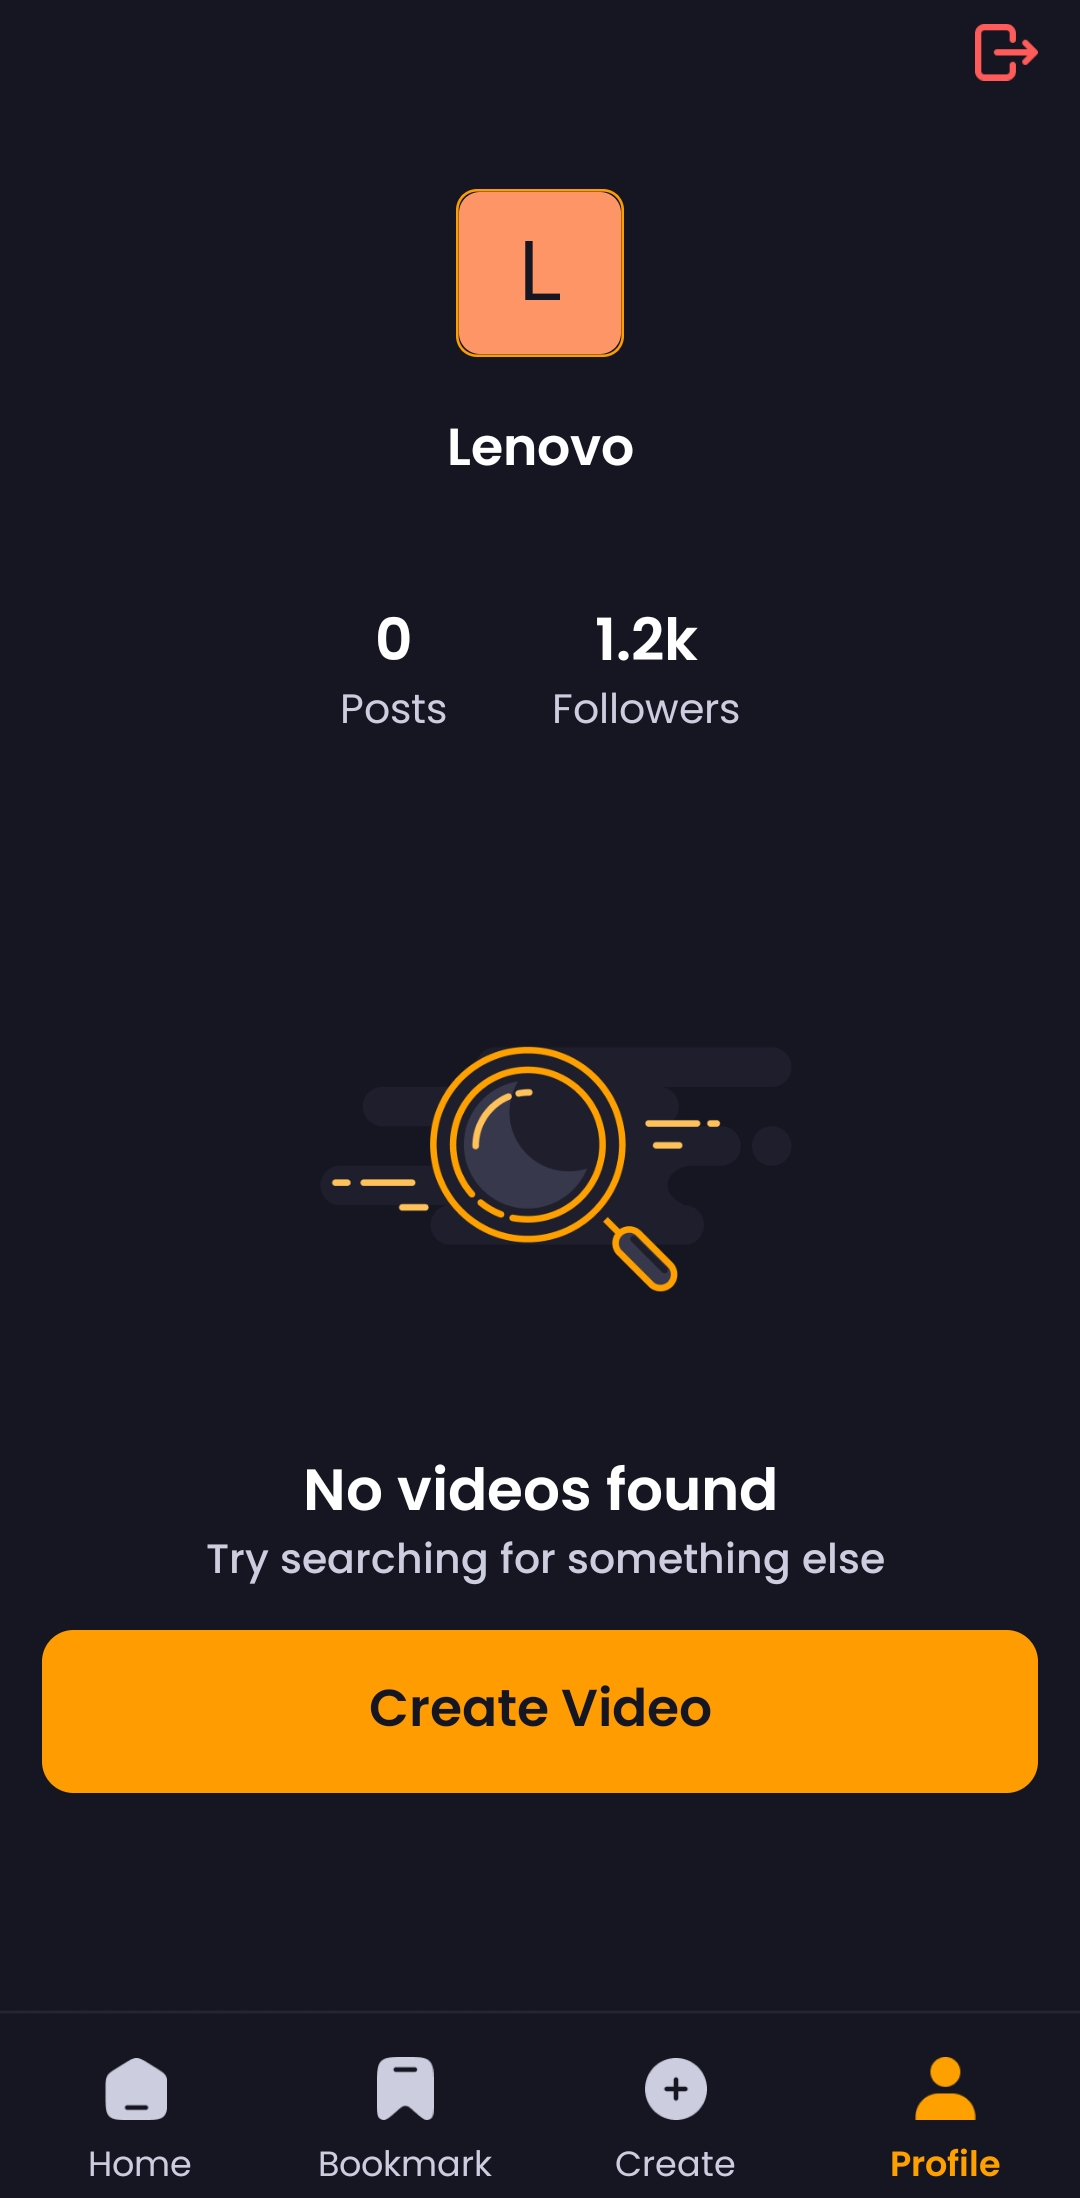 L
Lenovo
0
1.2k
Posts
Followers
No videos found
Try searching for something else
Create Video
Home
Bookmark
Create
Profile